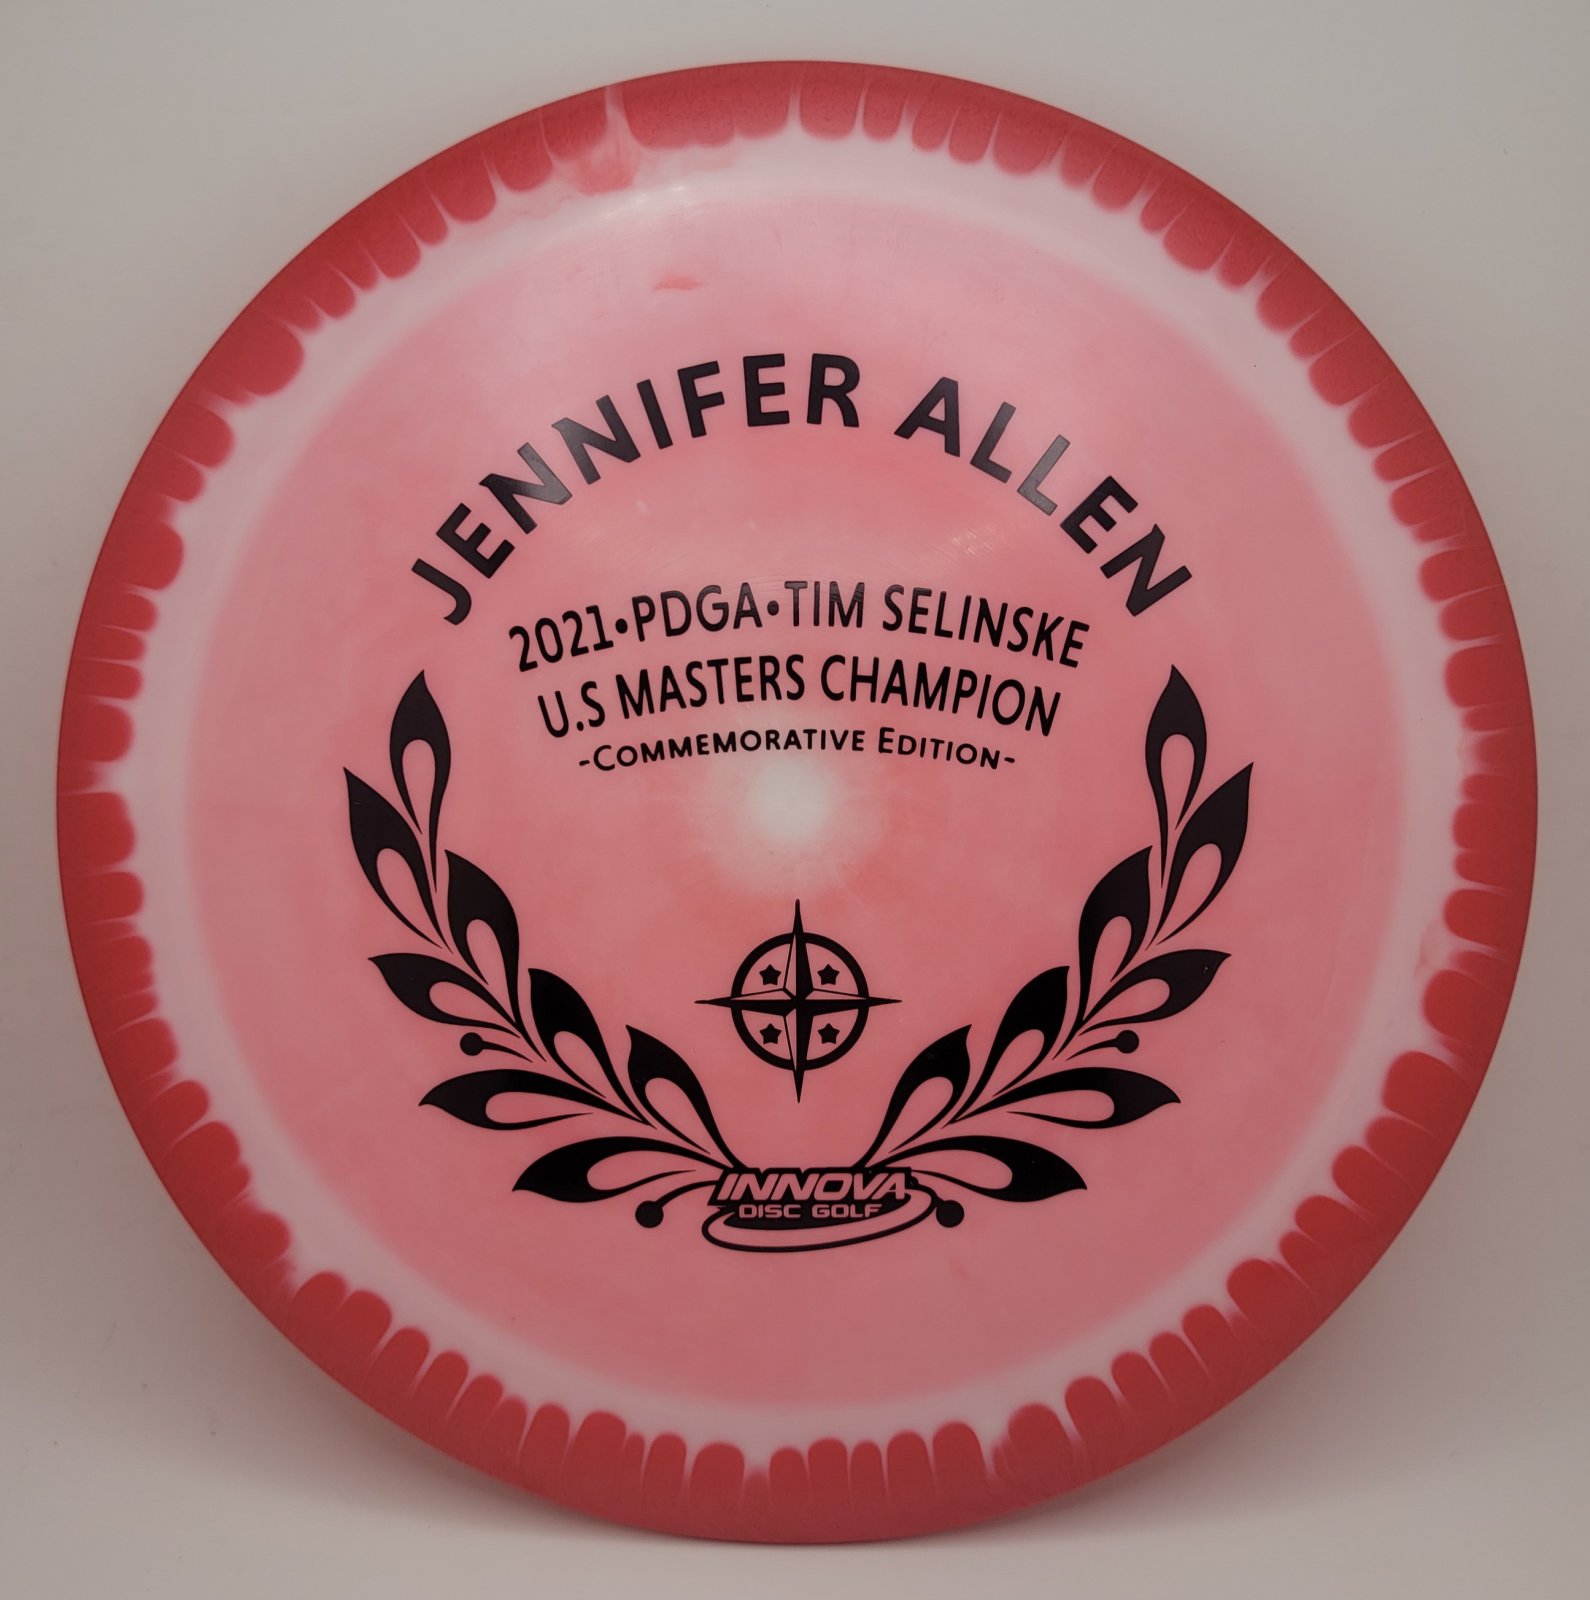 JENNIFER ALLEN
2021•PDGA•TIM SELINSKE
U.S MASTERS CHAMPION
-COMMEMORATIVE EDITION-
INNOVA
DISC GOLF